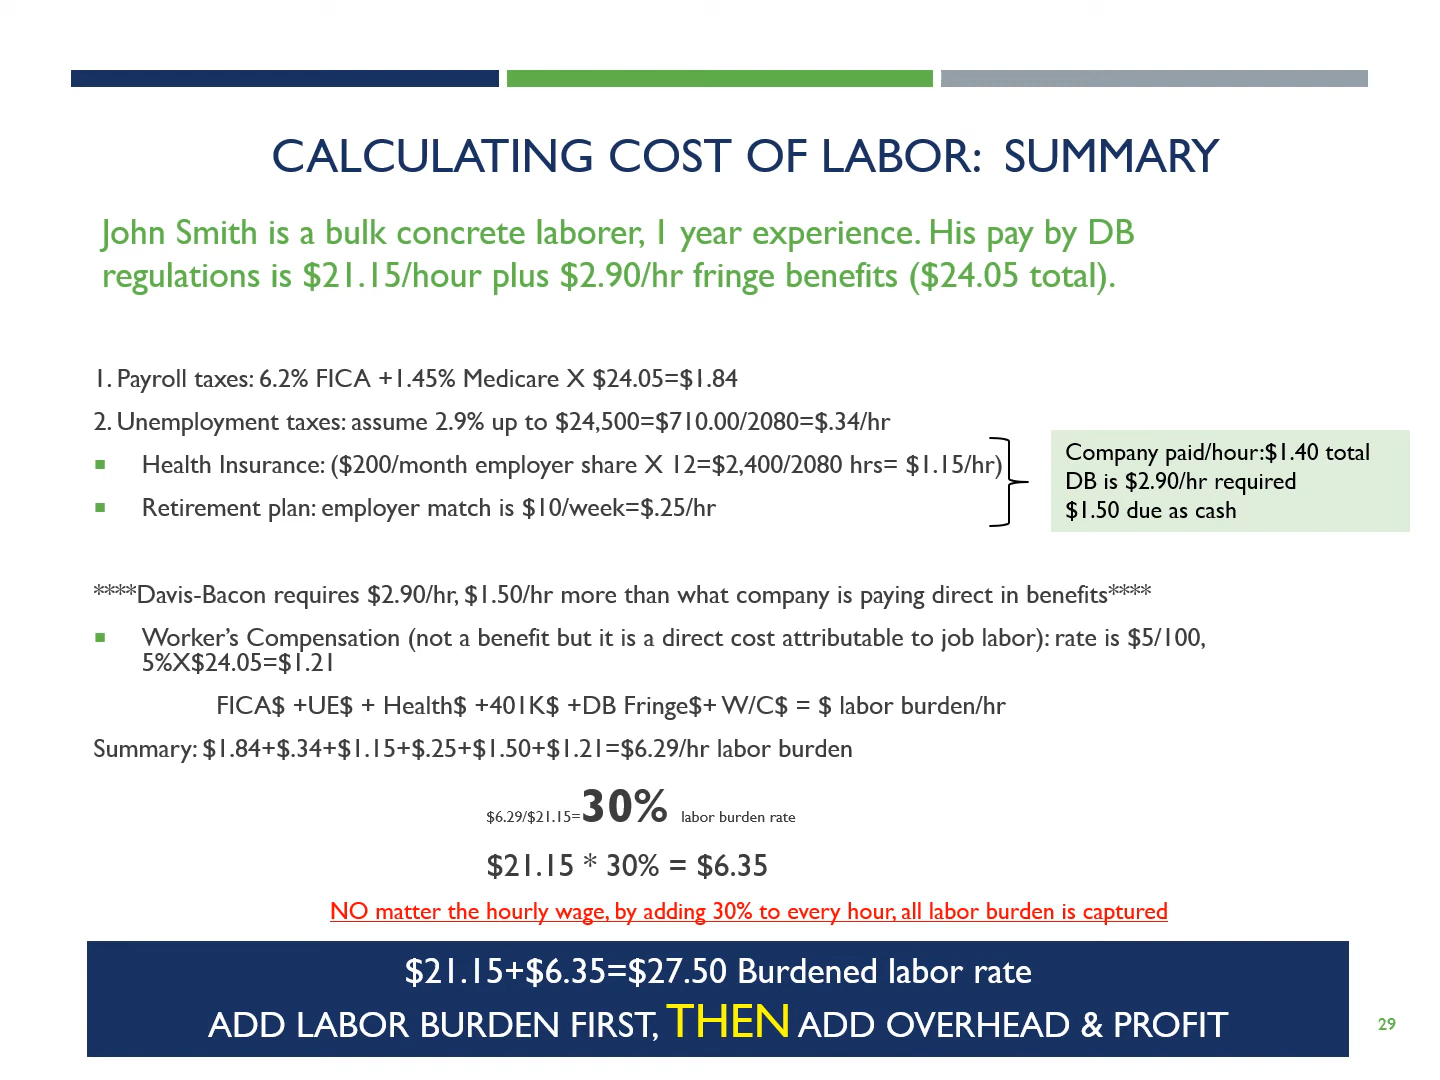 CALCULATING COST OF LABOR:  SUMMARY
John Smith is a bulk concrete laborer, 1 year experience. His pay by DB
regulations is $21.15/hour plus $2.90/hr fringe benefits ($24.05 total).
1. Payroll taxes: 6.2% FICA +1.45% Medicare X $24.05=$1.84
2. Unemployment taxes: assume 2.9% up to $24,500=$710.00/2080=$.34/hr
▪ Health Insurance: ($200/month employer share X 12=$2,400/2080 hrs= $1.15/hr)
▪ Retirement plan: employer match is $10/week=$.25/hr
Company paid/hour:$1.40 total
DB is $2.90/hr required
$1.50 due as cash
****Davis-Bacon requires $2.90/hr, $1.50/hr more than what company is paying direct in benefits****
▪ Worker’s Compensation (not a benefit but it is a direct cost attributable to job labor): rate is $5/100,
5%X$24.05=$1.21
FICA$ +UE$ + Health$ +401K$ +DB Fringe$+ W/C$ = $ labor burden/hr
Summary: $1.84+$.34+$1.15+$.25+$1.50+$1.21=$6.29/hr labor burden
$6.29/$21.15=30% labor burden rate
$21.15 * 30% = $6.35
NO matter the hourly wage, by adding 30% to every hour, all labor burden is captured
$21.15+$6.35=$27.50 Burdened labor rate
ADD LABOR BURDEN FIRST, THEN ADD OVERHEAD & PROFIT
29